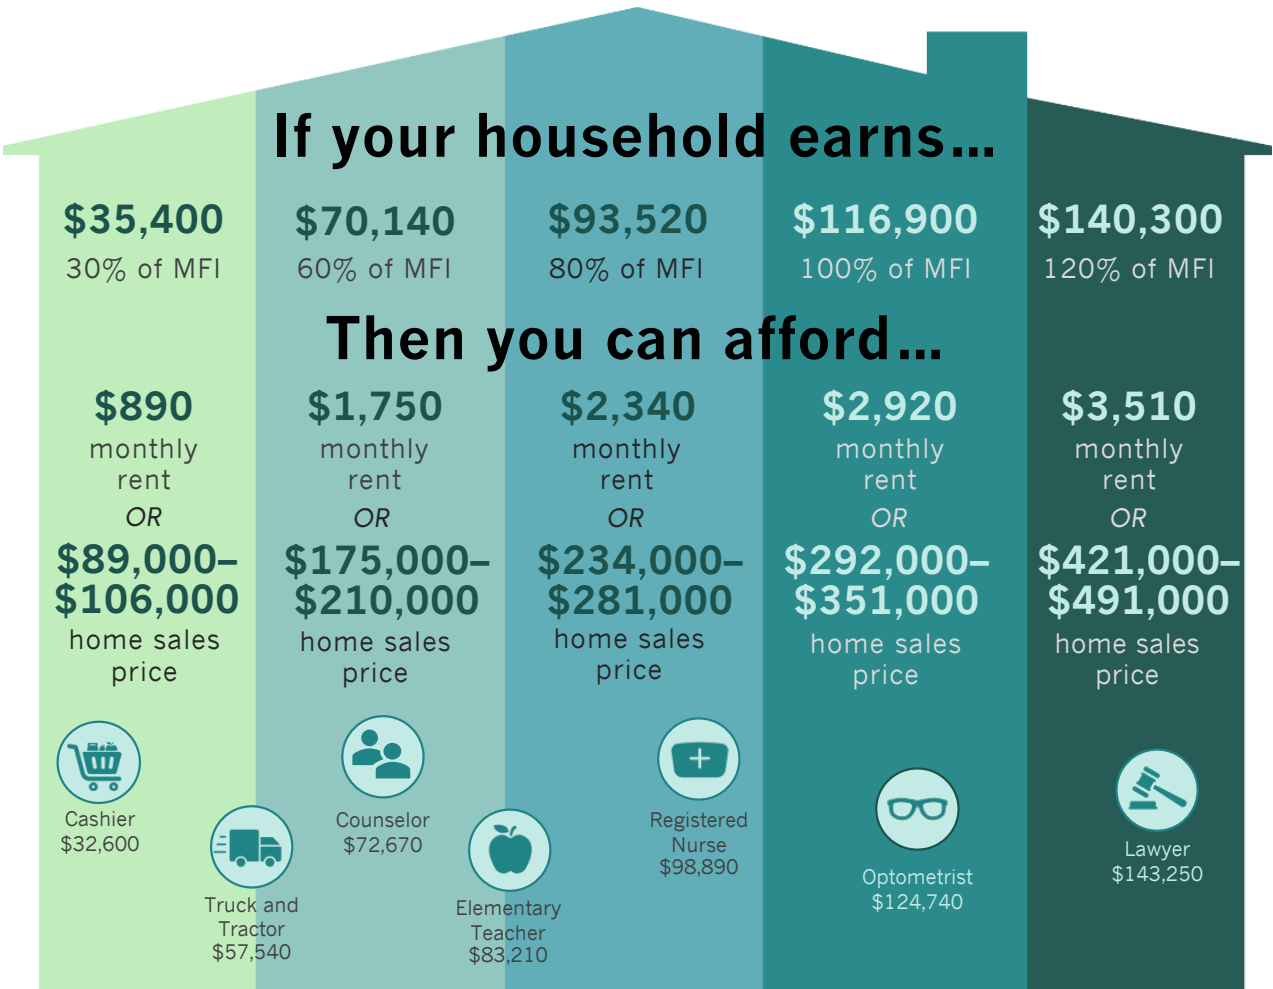 If your household earns...
$35,400
30% of MFI
$70,140
60% of MFI
$93,520
80% of MFI
$116,900
100% of MFI
$140,300
120% of MFI
Then you can afford...
$890
monthly
rent
OR
$89,000–
$106,000
home sales
price
$1,750
monthly
rent
OR
$175,000–
$210,000
home sales
price
$2,340
monthly
rent
OR
$234,000–
$281,000
home sales
price
$2,920
monthly
rent
OR
$292,000–
$351,000
home sales
price
$3,510
monthly
rent
OR
$421,000–
$491,000
home sales
price
Cashier
$32,600
Truck and
Tractor
$57,540
Counselor
$72,670
Elementary
Teacher
$83,210
Registered
Nurse
$98,890
Optometrist
$124,740
Lawyer
$143,250